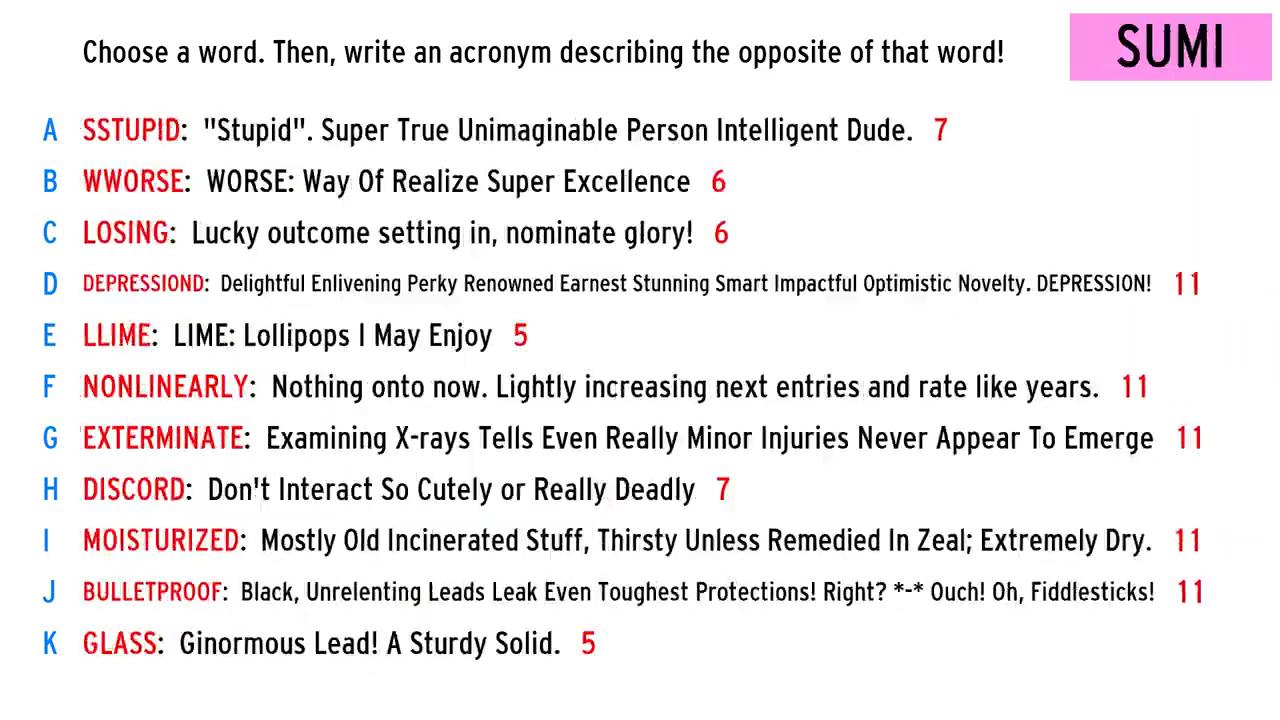 Choose a word. Then, write an acronym describing the opposite of that word!
SUMI
A SSTUPID: "Stupid". Super True Unimaginable Person Intelligent Dude. 7
B WWORSE: WORSE: Way Of Realize Super Excellence 6
C LOSING: Lucky outcome setting in, nominate glory! 6
D DEPRESSIOND: Delightful Enlivening Perky Renowned Earnest Stunning Smart Impactful Optimistic Novelty. DEPRESSION! 11
E LLIME: LIME: Lollipops I May Enjoy 5
F NONLINEARLY: Nothing onto now. Lightly increasing next entries and rate like years. 11
G EXTERMINATE: Examining X-rays Tells Even Really Minor Injuries Never Appear To Emerge 11
H DISCORD: Don't Interact So Cutely or Really Deadly 7
I MOISTURIZED: Mostly Old Incinerated Stuff, Thirsty Unless Remedied In Zeal; Extremely Dry. 11
J BULLETPROOF: Black, Unrelenting Leads Leak Even Toughest Protections! Right? *-* Ouch! Oh, Fiddlesticks! 11
K GLASS: Ginormous Lead! A Sturdy Solid. 5